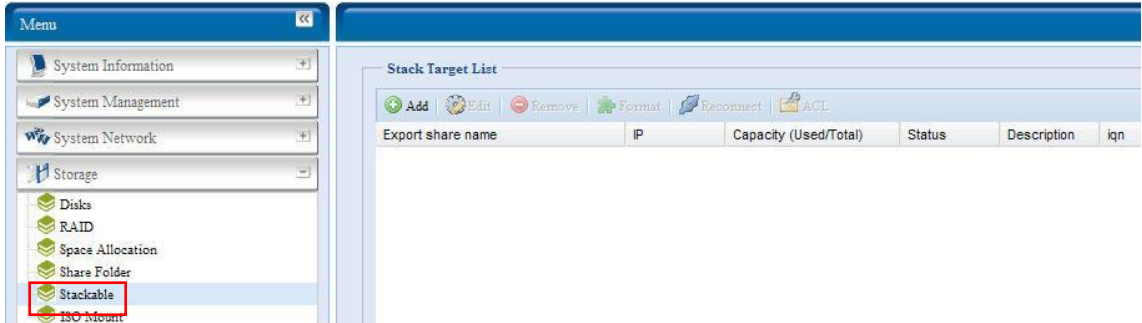 Menu
System Information
System Management
System Network
Storage
Disks
RAID
Space Allocation
Share Folder
Stackable
ISO Mount
Stack Target List
Add Edit Remove Format Reconnect ACL
Export share name IP Capacity (Used/Total) Status Description iqn